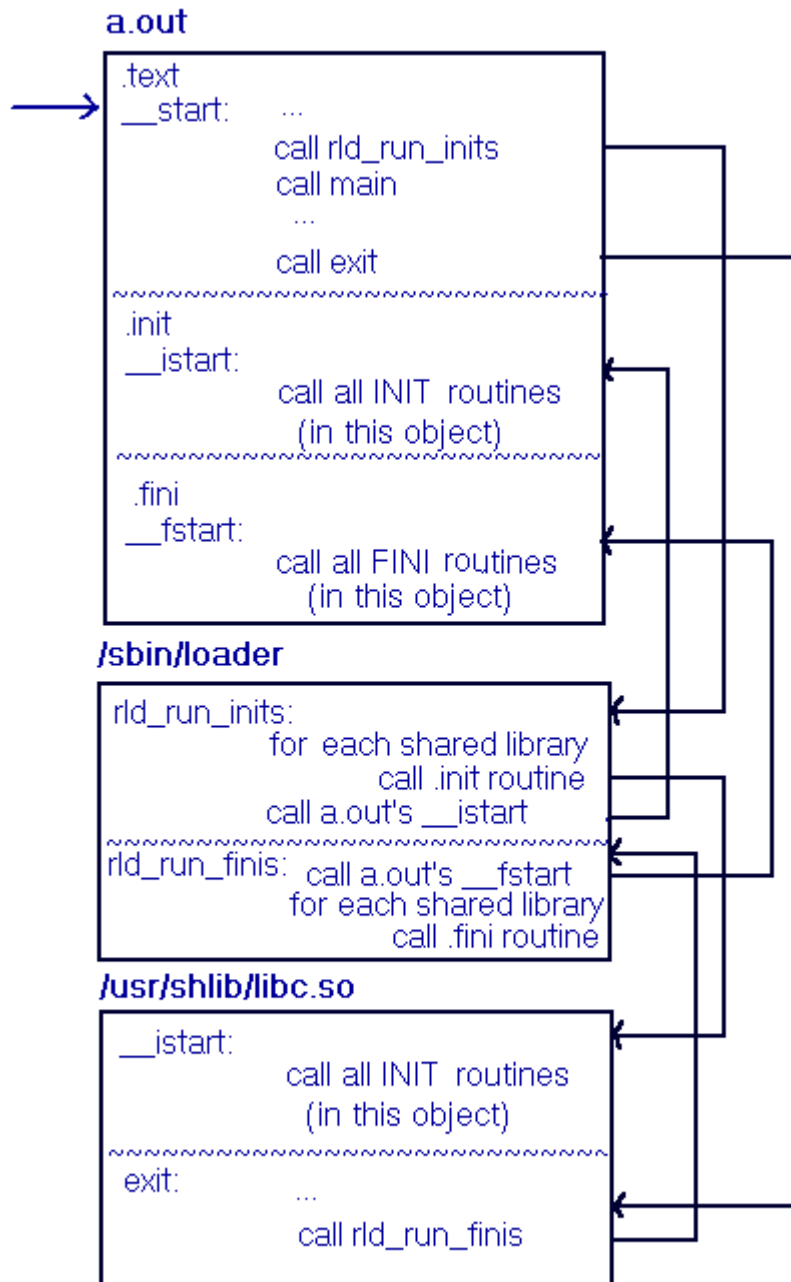 a.out
.text
__start: ...
call rld_run_inits
call main
...
call exit
~~~~~~~~~~~~~~~~~~~~~~~~~~~~
.init
__istart:
call all INIT routines
(in this object)
~~~~~~~~~~~~~~~~~~~~~~~~~~~~
.fini
__fstart:
call all FINI routines
(in this object)
/sbin/loader
rld_run_inits:
for each shared library
call .init routine
call a.out's __istart
~~~~~~~~~~~~~~~~~~~~~~~~~~~~
rld_run_finis: call a.out's __fstart
for each shared library
call .fini routine
/usr/shlib/libc.so
__istart:
call all INIT routines
(in this object)
~~~~~~~~~~~~~~~~~~~~~~~~~~~~
exit: ...
call rld_run_finis